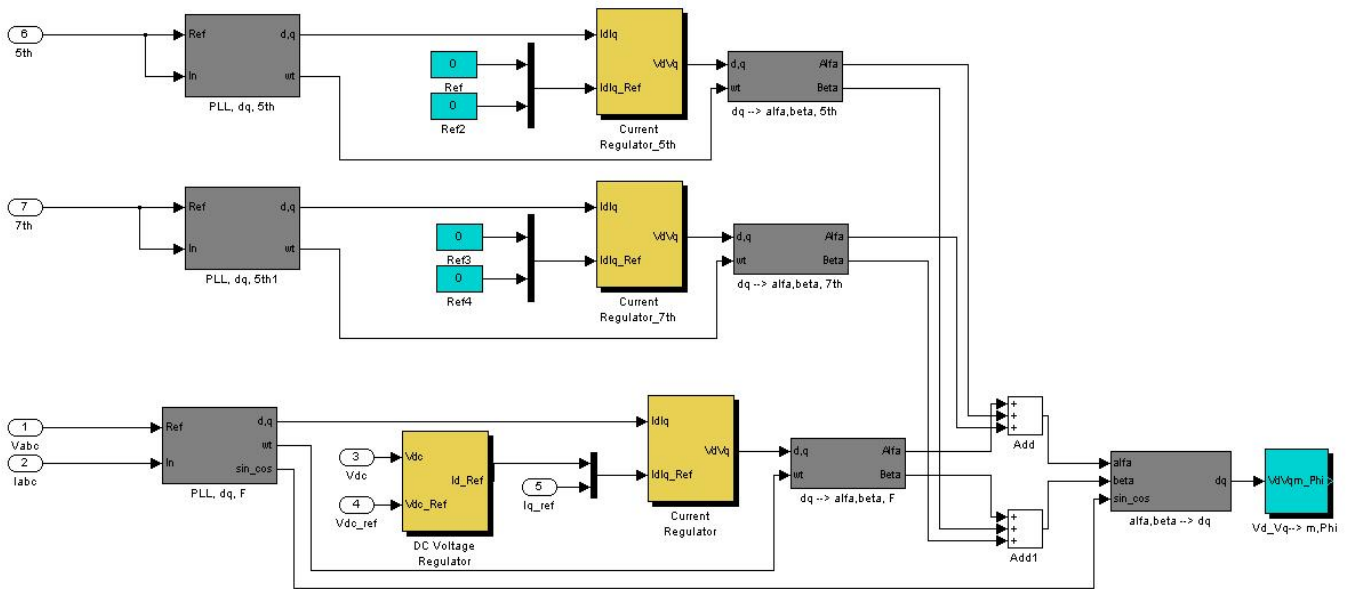 6
5th
Ref
In
d,q
wt
PLL, dq, 5th
0
Ref
0
Ref2
IdIq
IdIq_Ref
VdVq
Current
Regulator_5th
d,q
wt
Alfa
Beta
dq --> alfa,beta, 5th
7
7th
Ref
In
d,q
wt
PLL, dq, 5th1
0
Ref3
0
Ref4
IdIq
IdIq_Ref
VdVq
Current
Regulator_7th
d,q
wt
Alfa
Beta
dq --> alfa,beta, 7th
1
Vabc
2
Iabc
Ref
In
d,q
wt
sin_cos
PLL, dq, F
3
Vdc
4
Vdc_ref
Vdc
Vdc_Ref
Id_Ref
DC Voltage
Regulator
5
Iq_ref
IdIq
IdIq_Ref
VdVq
Current
Regulator
d,q
wt
Alfa
Beta
dq --> alfa,beta, F
+
+
+
Add
+
+
+
Add1
alfa
beta
sin_cos
dq
alfa,beta --> dq
VdVqm_Phi
Vd_Vq--> m,Phi